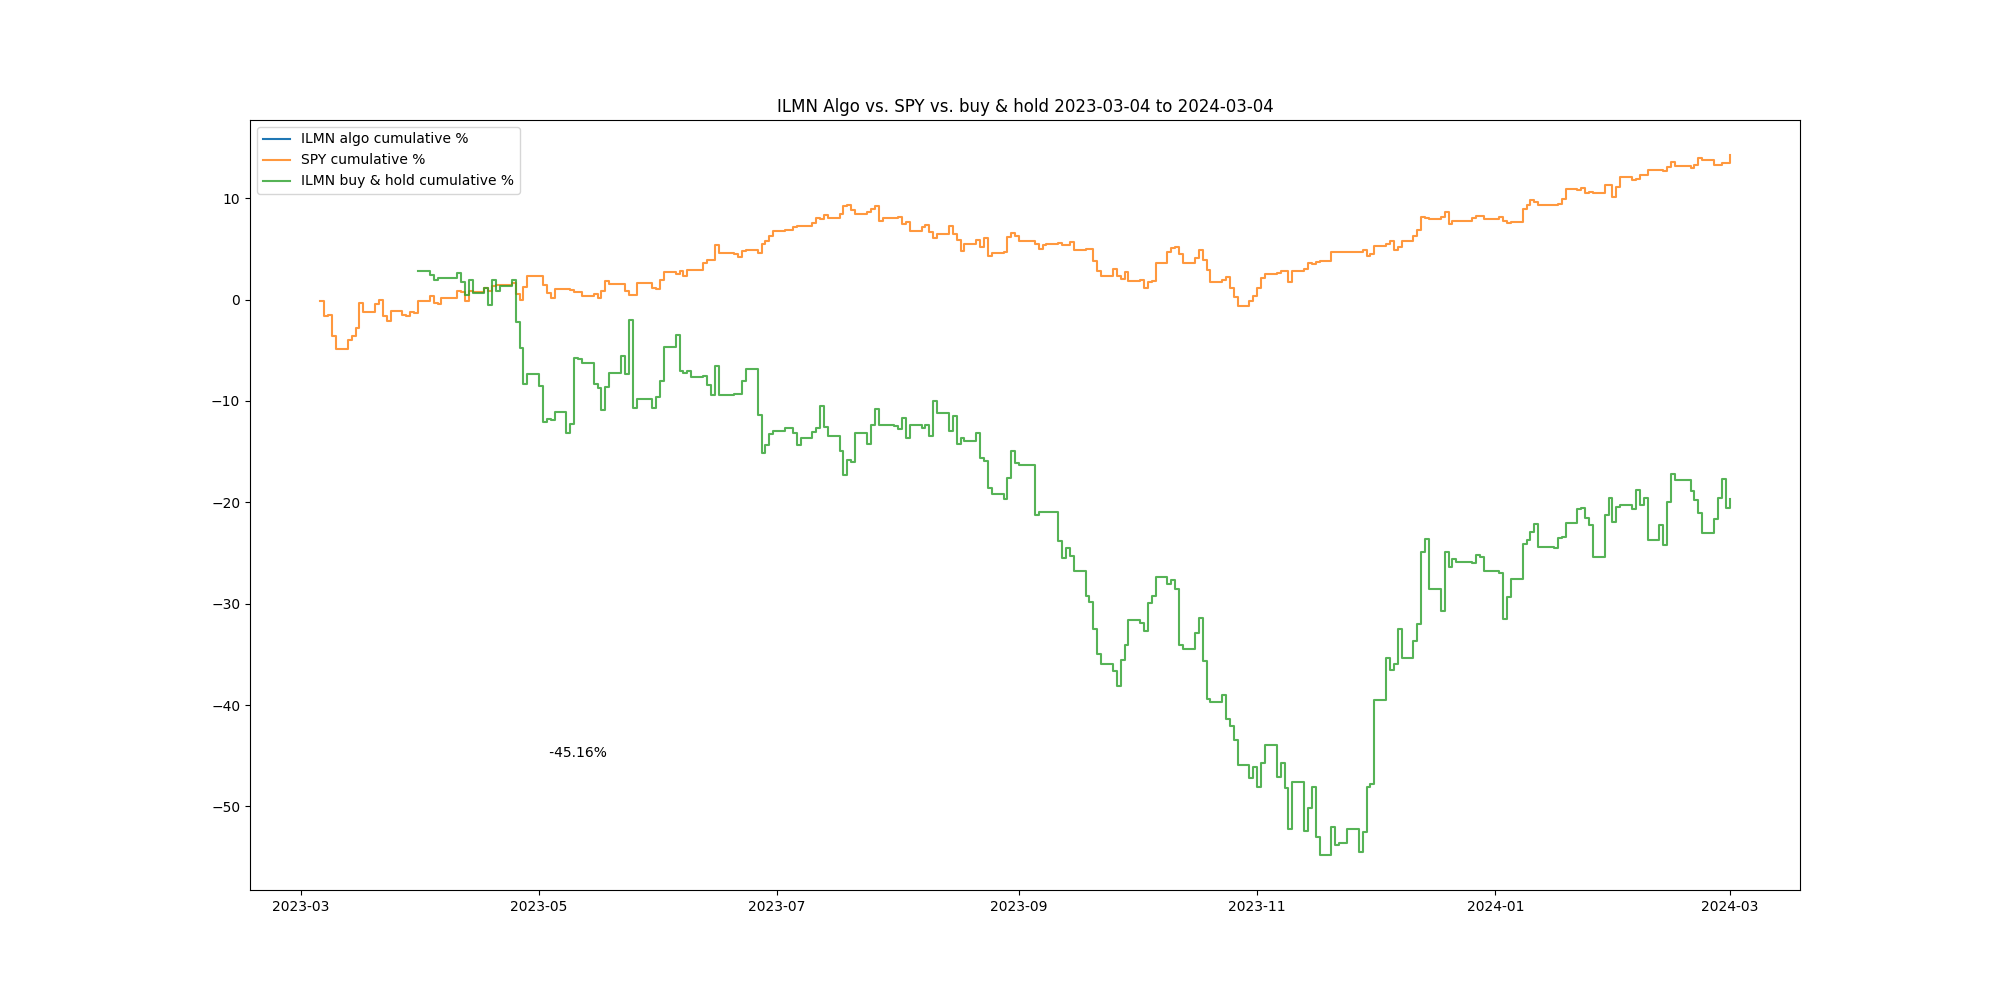 ILMN Algo vs. SPY vs. buy & hold 2023-03-04 to 2024-03-04
ILMN algo cumulative %
SPY cumulative %
ILMN buy & hold cumulative %
10
0
−10
−20
−30
−40
−50
-45.16%
2023-03 2023-05 2023-07 2023-09 2023-11 2024-01 2024-03